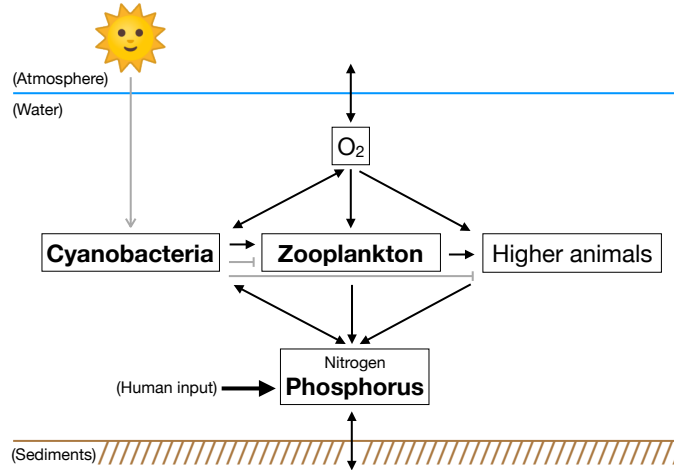 (Atmosphere)
(Water)
O₂
Cyanobacteria
Zooplankton
Higher animals
Nitrogen
(Human input)
Phosphorus
(Sediments)